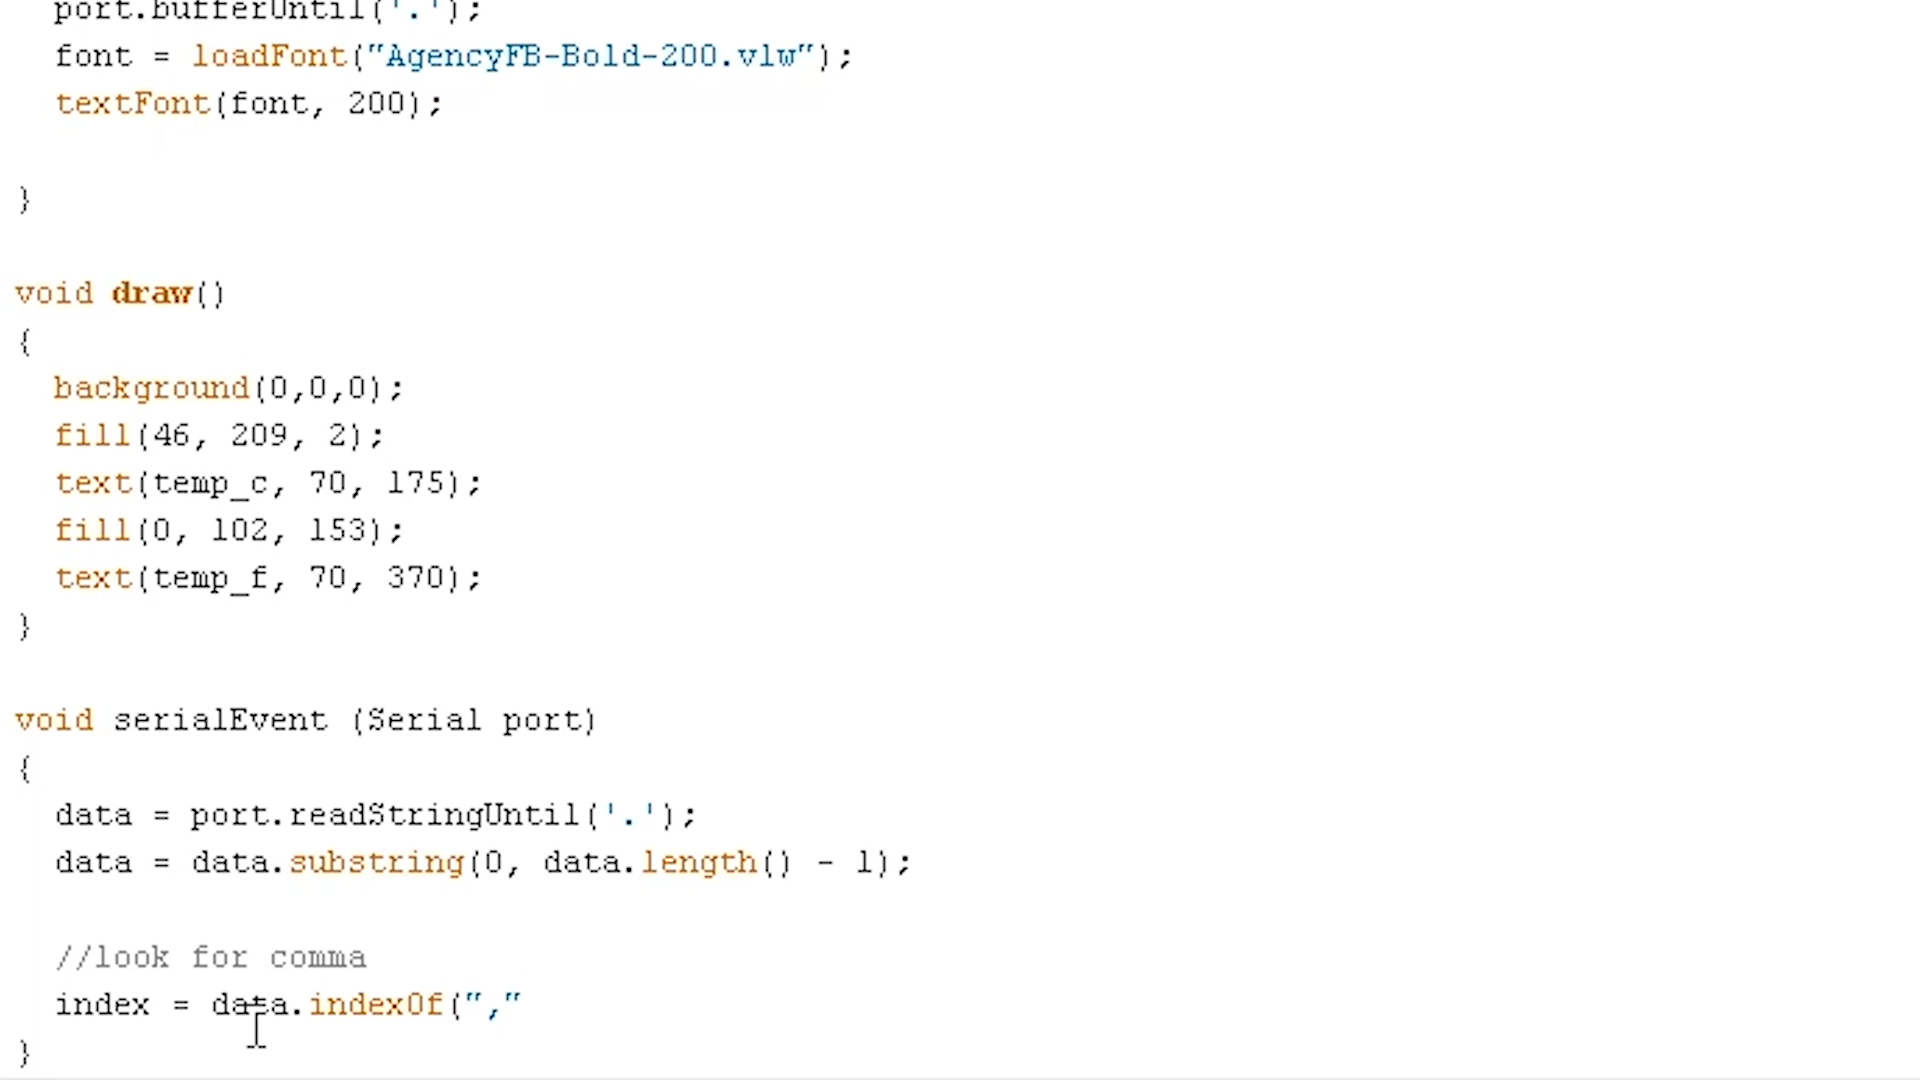 port.bufferUntil('.');
font = loadFont("AgencyFB-Bold-200.vlw");
textFont(font, 200);
}
void draw()
{
background(0,0,0);
fill(46, 209, 2);
text(temp_c, 70, 175);
fill(0, 102, 153);
text(temp_f, 70, 370);
}
void serialEvent (Serial port)
{
data = port.readStringUntil('.');
data = data.substring(0, data.length() - 1);
//look for comma
index = data.indexOf(","
}